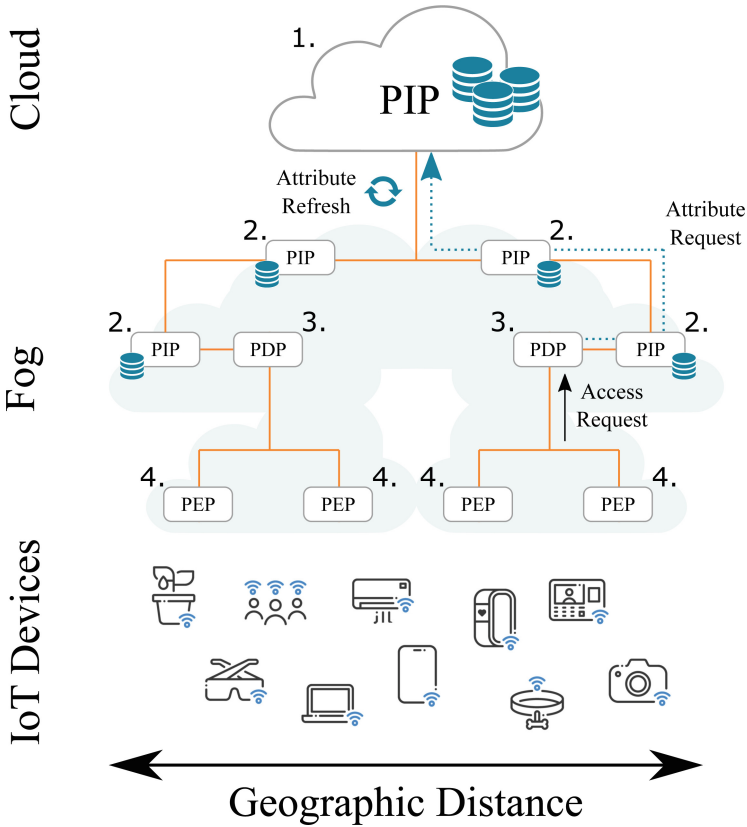 Cloud
1.
PIP
Attribute
Refresh
Attribute
Request
2.
PIP
2.
PIP
Fog
2.
PIP
3.
PDP
3.
PDP
2.
PIP
Access
Request
4.
PEP
4.
PEP
4.
PEP
4.
PEP
IoT Devices
Geographic Distance